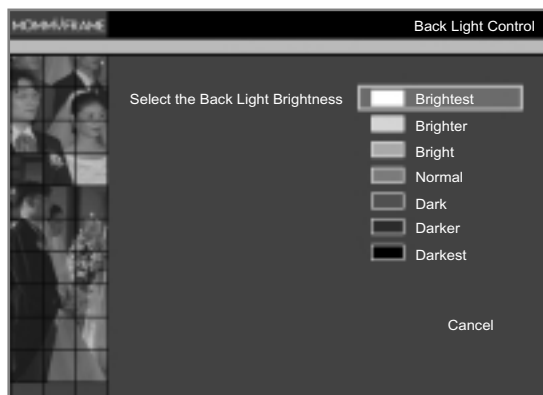 Back Light Control
Select the Back Light Brightness
Brightest
Brighter
Bright
Normal
Dark
Darker
Darkest
Cancel